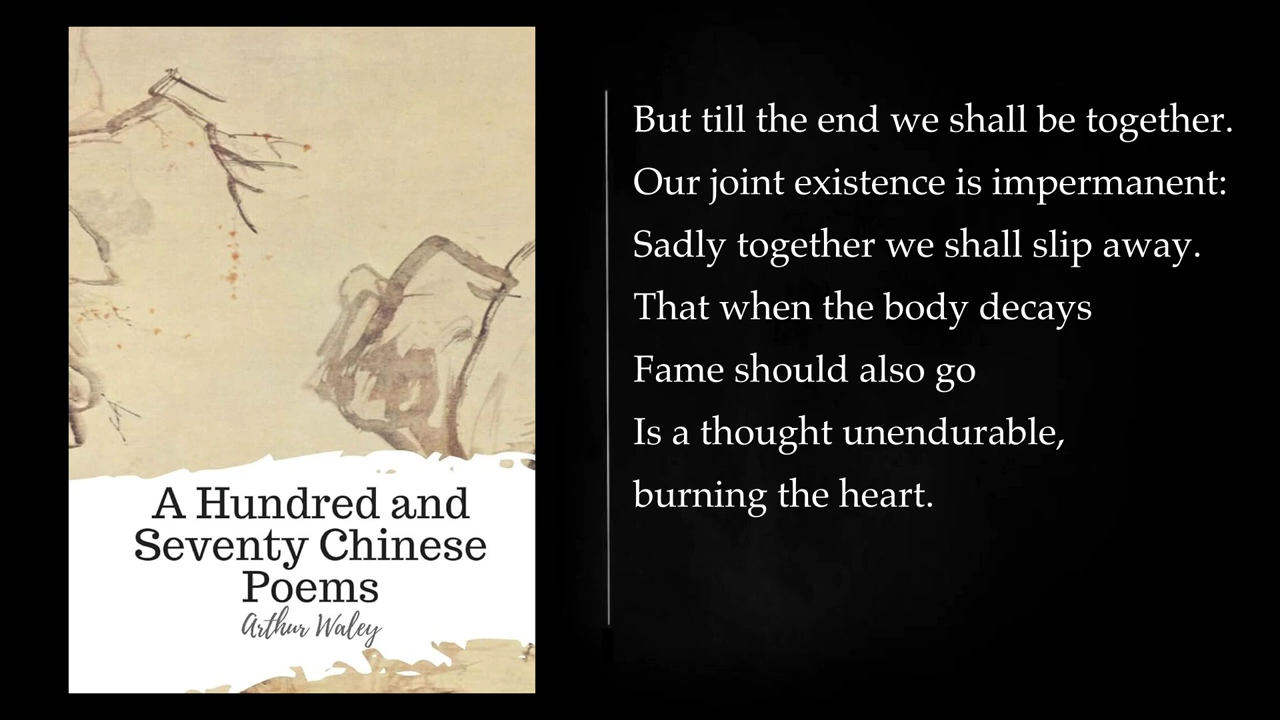 A Hundred and
Seventy Chinese
Poems
Arthur Waley
But till the end we shall be together.
Our joint existence is impermanent:
Sadly together we shall slip away.
That when the body decays
Fame should also go
Is a thought unendurable,
burning the heart.